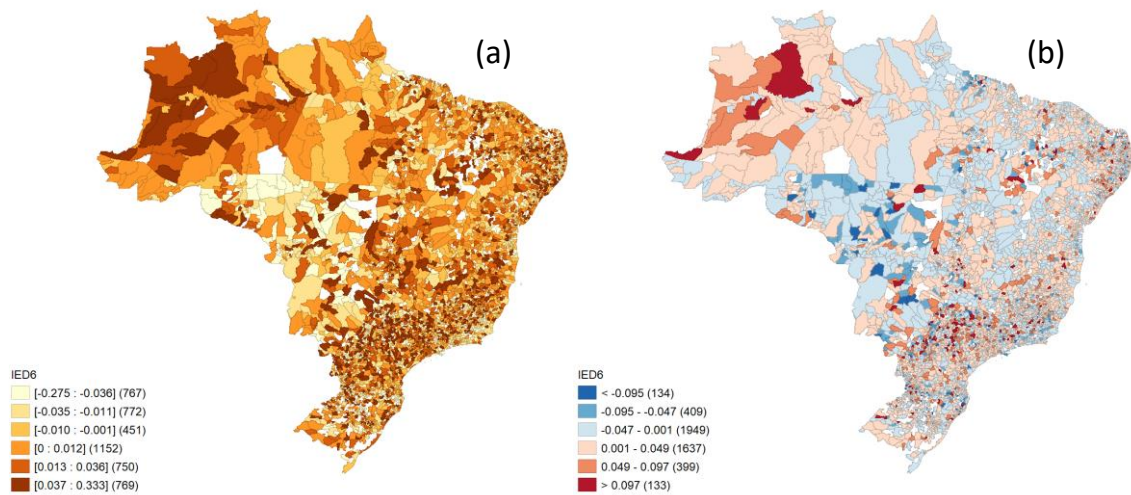 (a)
IED6
[-0.275 : -0.036] (767)
[-0.035 : -0.011] (772)
[-0.010 : -0.001] (451)
[0 : 0.012] (1152)
[0.013 : 0.036] (750)
[0.037 : 0.333] (769)
(b)
IED6
< -0.095 (134)
-0.095 - -0.047 (409)
-0.047 - 0.001 (1949)
0.001 - 0.049 (1637)
0.049 - 0.097 (399)
> 0.097 (133)